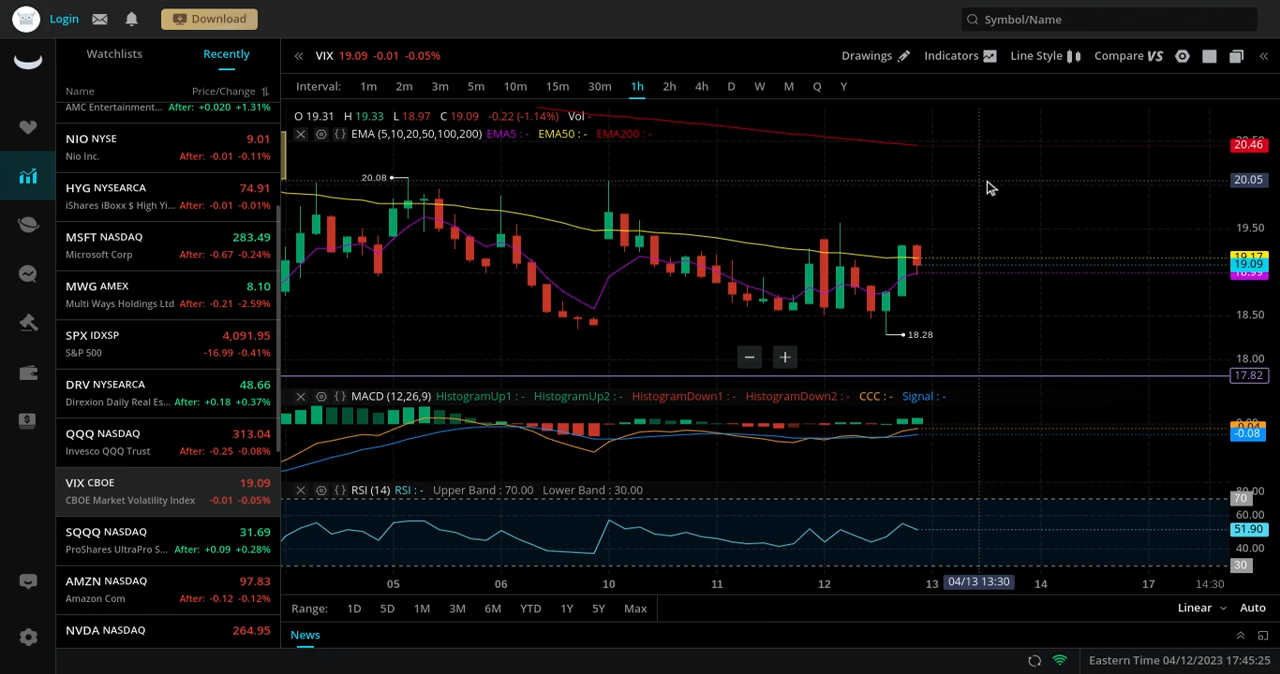 Login
Download
Symbol/Name
Watchlists
Recently
Name
Price/Change
AMC Entertainment... After: +0.020 +1.31%
NIO NYSE 9.01
Nio Inc. After: -0.01 -0.11%
HYG NYSEARCA 74.91
iShares iBoxx $ High Yi... After: -0.01 -0.01%
MSFT NASDAQ 283.49
Microsoft Corp After: -0.67 -0.24%
MWG AMEX 8.10
Multi Ways Holdings Ltd After: -0.21 -2.59%
SPX IDXSP 4,091.95
S&P 500 -16.99 -0.41%
DRV NYSEARCA 48.66
Direxion Daily Real Es... After: +0.18 +0.37%
QQQ NASDAQ 313.04
Invesco QQQ Trust After: -0.25 -0.08%
VIX CBOE 19.09
CBOE Market Volatility Index -0.01 -0.05%
SQQQ NASDAQ 31.69
ProShares UltraPro S... After: +0.09 +0.28%
AMZN NASDAQ 97.83
Amazon Com After: -0.12 -0.12%
NVDA NASDAQ 264.95
VIX 19.09 -0.01 -0.05%
Drawings Indicators Line Style Compare VS
Interval: 1m 2m 3m 5m 10m 15m 30m 1h 2h 4h D W M Q Y
O 19.31 H 19.33 L 18.97 C 19.09 -0.22 (-1.14%) Vol -
EMA (5,10,20,50,100,200) EMA5 : - EMA50 : - EMA200 : -
20.46
20.08
20.05
19.50
19.17
19.09
18.50
18.28
18.00
17.82
MACD (12,26,9) HistogramUp1 : - HistogramUp2 : - HistogramDown1 : - HistogramDown2 : - CCC : - Signal : -
-0.08
RSI (14) RSI : - Upper Band : 70.00 Lower Band : 30.00
70
60.00
51.90
40.00
30
05 06 10 11 12 13 04/13 13:30 14 17 14:30
Range: 1D 5D 1M 3M 6M YTD 1Y 5Y Max
Linear Auto
News
Eastern Time 04/12/2023 17:45:25